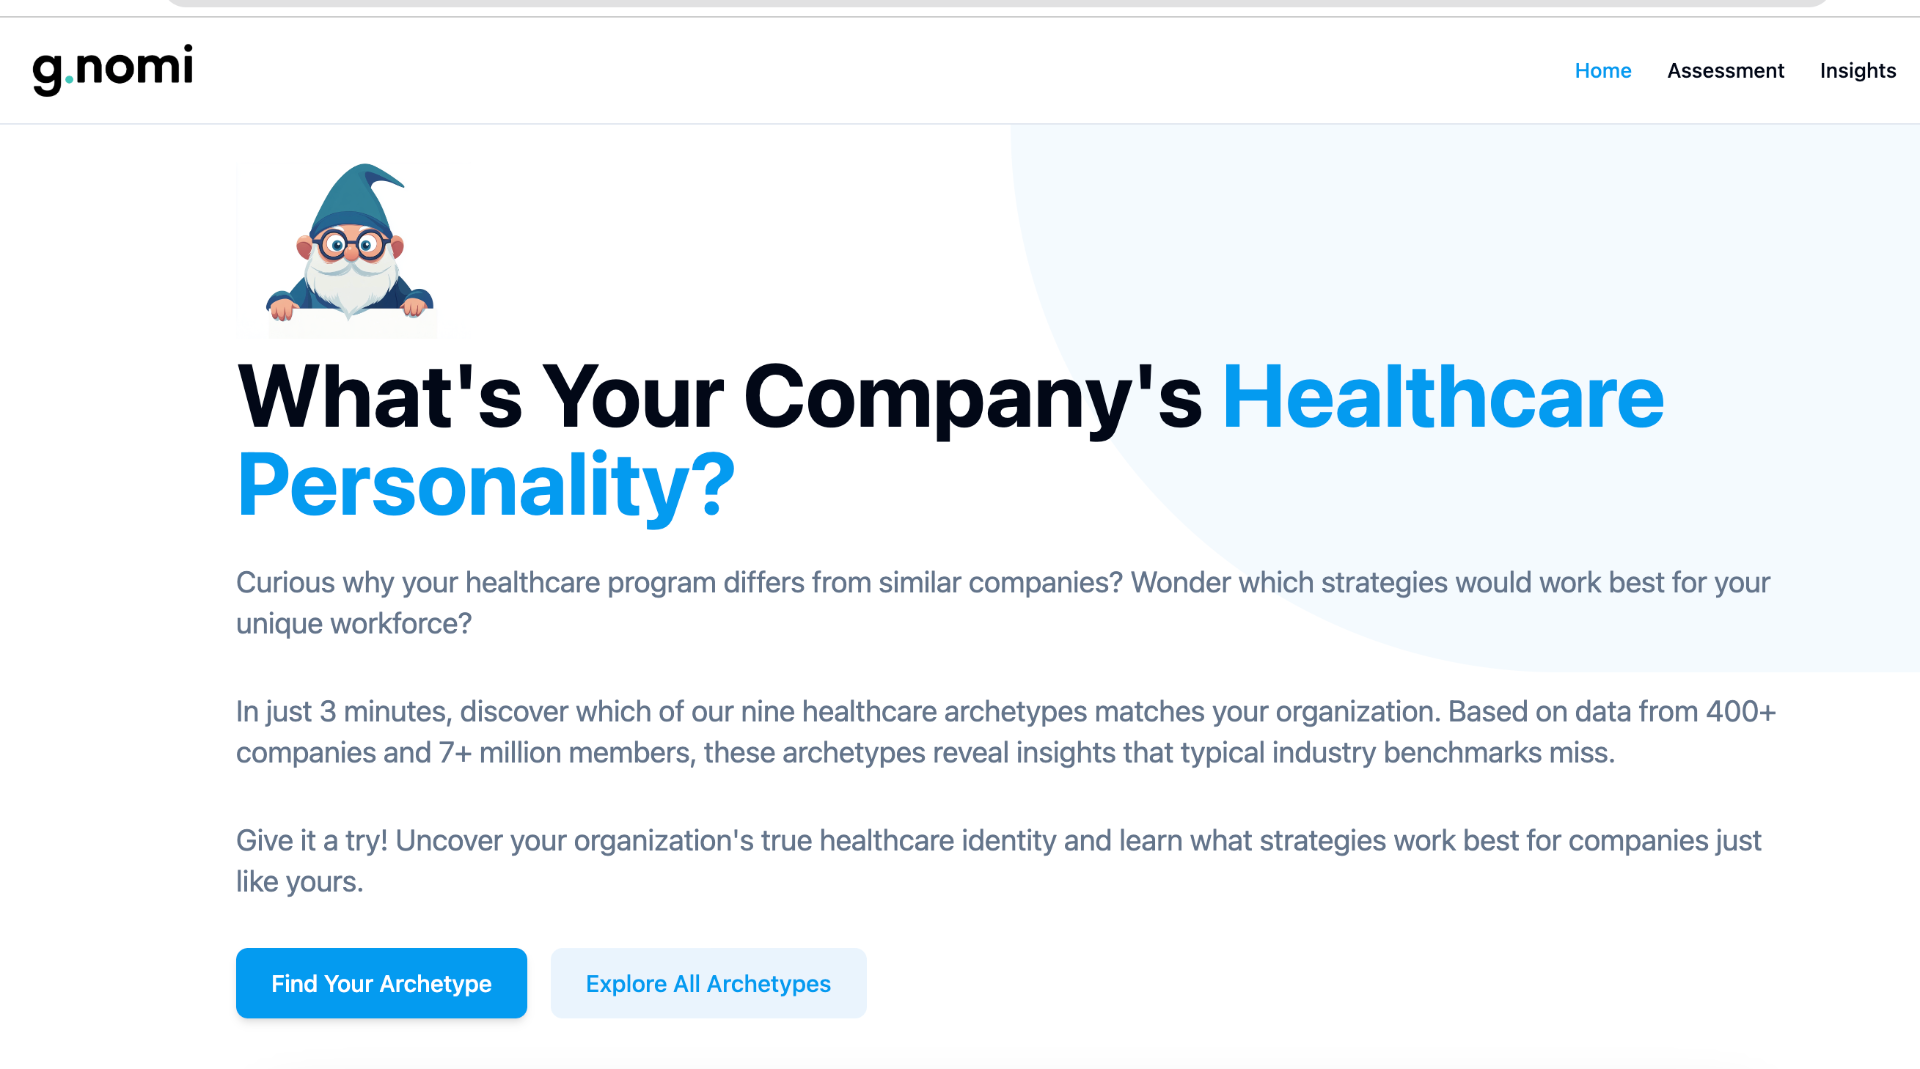 g.nomi
Home Assessment Insights
What's Your Company's Healthcare
Personality?
Curious why your healthcare program differs from similar companies? Wonder which strategies would work best for your
unique workforce?
In just 3 minutes, discover which of our nine healthcare archetypes matches your organization. Based on data from 400+
companies and 7+ million members, these archetypes reveal insights that typical industry benchmarks miss.
Give it a try! Uncover your organization's true healthcare identity and learn what strategies work best for companies just
like yours.
Find Your Archetype Explore All Archetypes